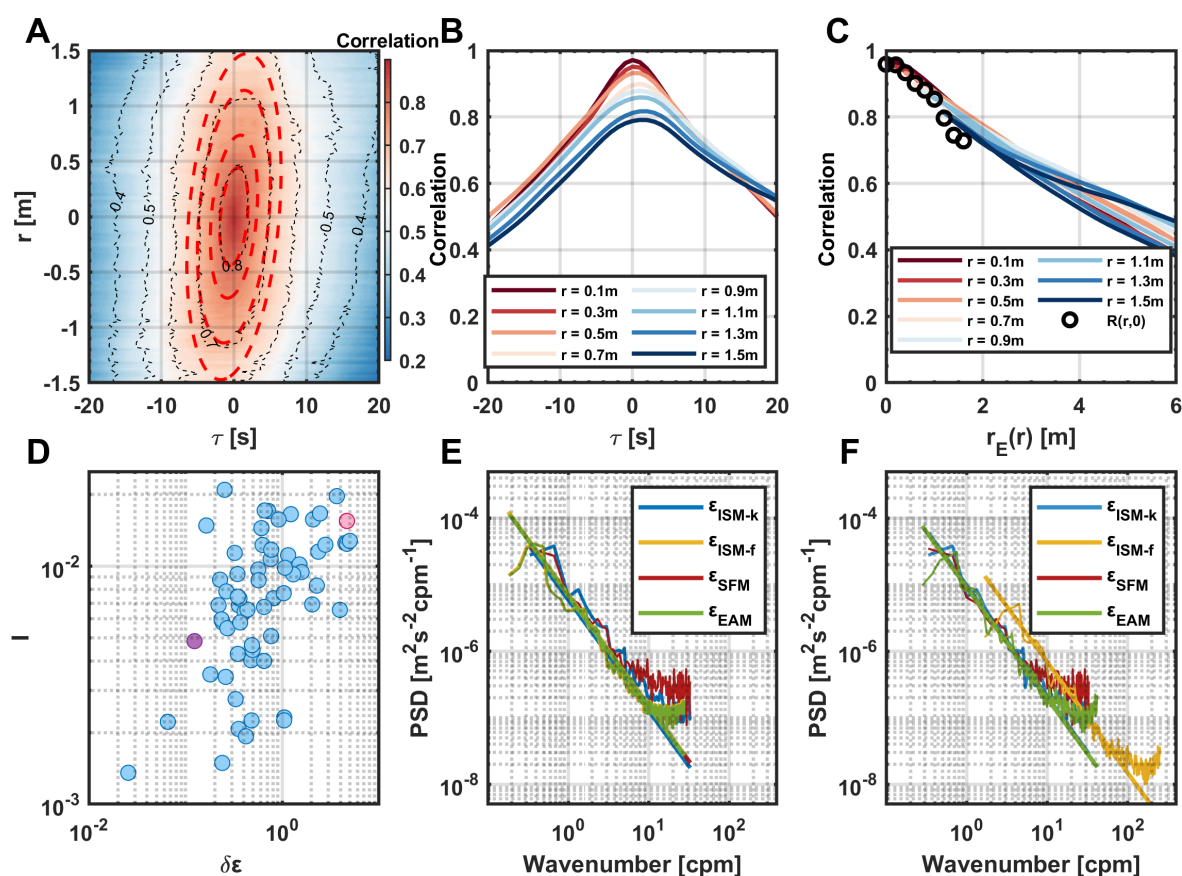 A
B
C
Correlation
1.5
1
0.5
0
-0.5
-1
-1.5
r [m]
-20
-10
0
10
20
τ [s]
0.4
0.5
0.8
0.5
0.4
0.9
0.8
0.7
0.6
0.5
0.4
0.3
0.2
Correlation
1
0.8
0.6
0.4
0.2
0
r = 0.1m
r = 0.3m
r = 0.5m
r = 0.7m
r = 0.9m
r = 1.1m
r = 1.3m
r = 1.5m
-20
-10
0
10
20
τ [s]
Correlation
1
0.8
0.6
0.4
0.2
0
r = 0.1m
r = 0.3m
r = 0.5m
r = 0.7m
r = 0.9m
r = 1.1m
r = 1.3m
r = 1.5m
R(r,0)
0
2
4
6
r_E(r) [m]
D
E
F
I
10^-2
10^-3
10^-2
10^0
δε
PSD [m^2s^-2cpm^-1]
10^-4
10^-6
10^-8
ε_ISM-k
ε_ISM-f
ε_SFM
ε_EAM
10^0
10^1
10^2
Wavenumber [cpm]
PSD [m^2s^-2cpm^-1]
10^-4
10^-6
10^-8
ε_ISM-k
ε_ISM-f
ε_SFM
ε_EAM
10^0
10^1
10^2
Wavenumber [cpm]